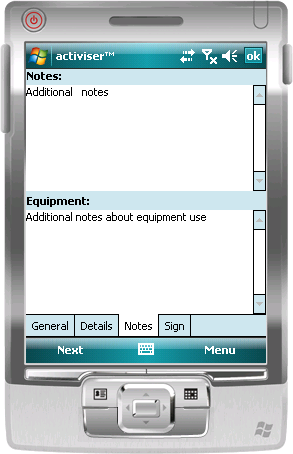 activiser™ ok
Notes:
Additional notes
Equipment:
Additional notes about equipment use
General Details Notes Sign
Next Menu